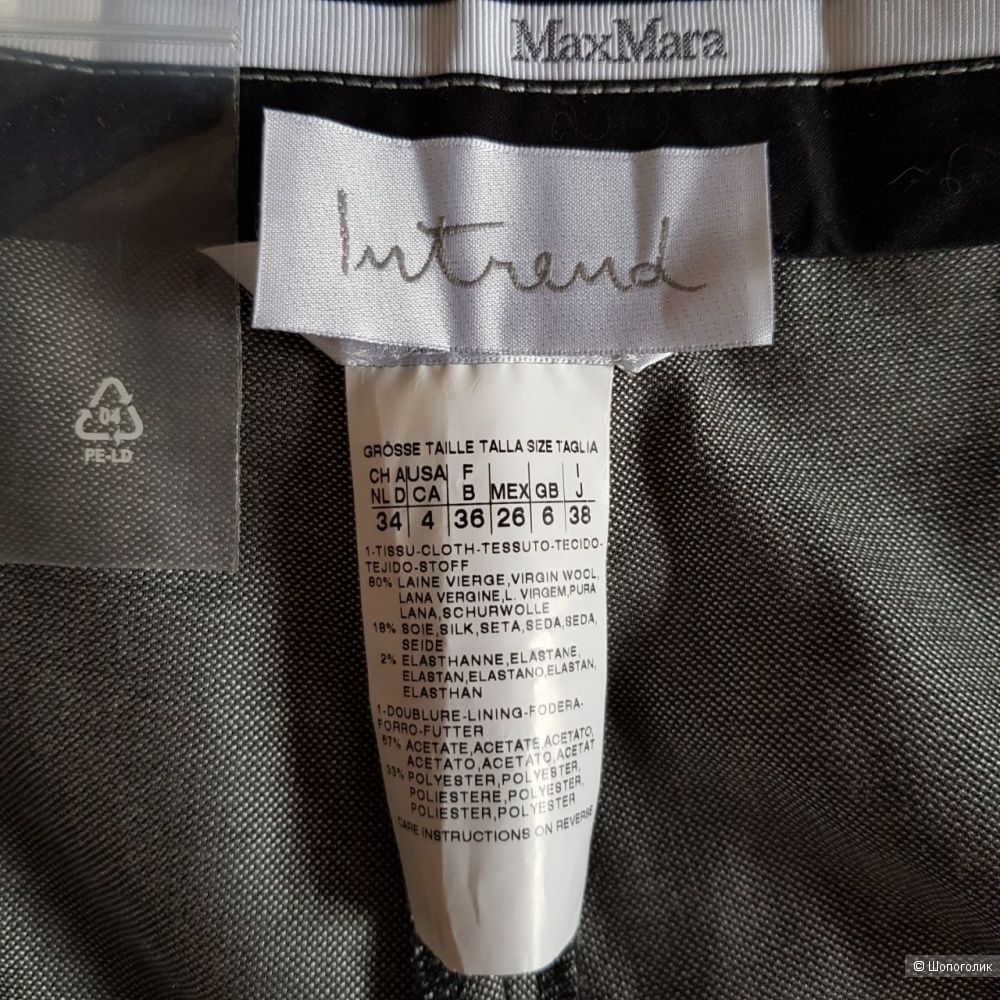 MaxMara
Intrend
04
PE-LD
GRÖSSE TAILLE TALLA SIZE TAGLIA
CH A USA F I
NL D CA B MEX GB J
34 4 36 26 6 38
1-TISSU-CLOTH-TESSUTO-TECIDO-
TEJIDO-STOFF
80% LAINE VIERGE,VIRGIN WOOL,
LANA VERGINE,L. VIRGEM,PURA
LANA,SCHURWOLLE
18% SOIE,SILK,SETA,SEDA,SEDA,
SEIDE
2% ELASTHANNE,ELASTANE,
ELASTAN,ELASTANO,ELASTAN,
ELASTHAN
1-DOUBLURE-LINING-FODERA-
FORRO-FUTTER
67% ACETATE,ACETATE,ACETATO,
ACETATO,ACETATO,ACETAT
33% POLYESTER,POLYESTER,
POLIESTERE,POLYESTER,
POLIESTER,POLYESTER
CARE INSTRUCTIONS ON REVERSE
© Шопоголик